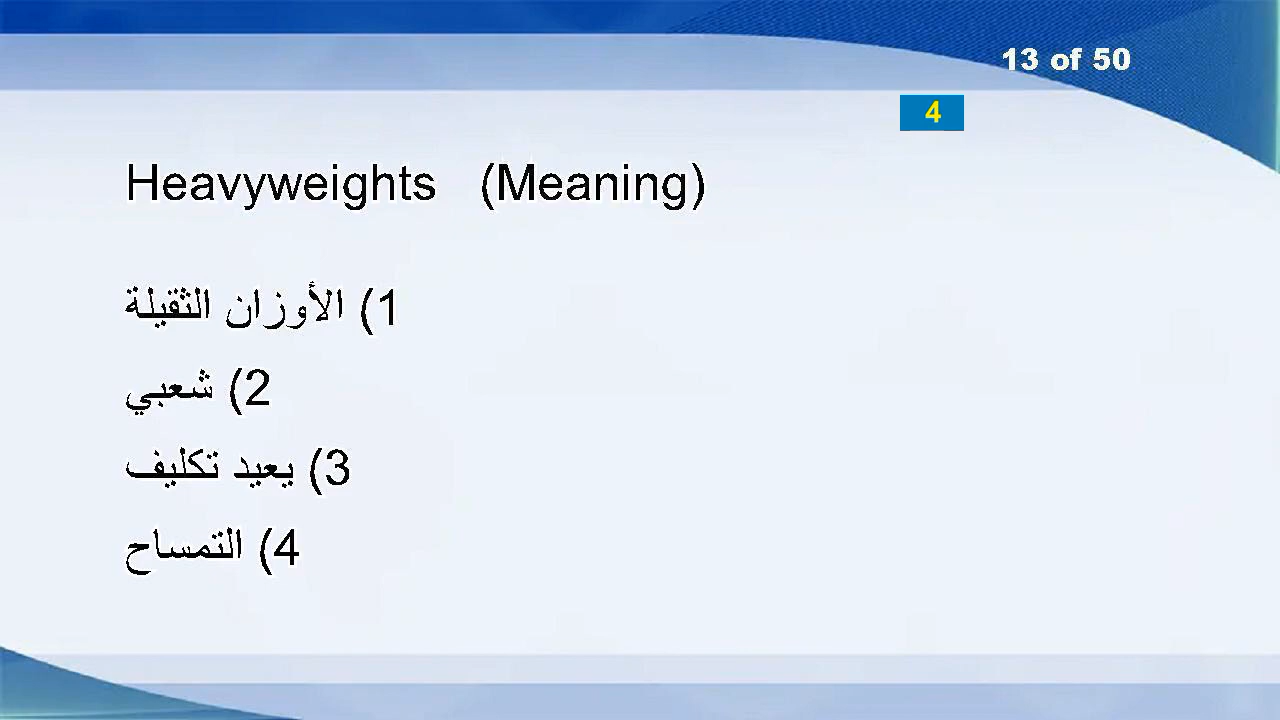 13 of 50
4
Heavyweights (Meaning)
1) الأوزان الثقيلة
2) شعبي
3) يعيد تكليف
4) التمساح